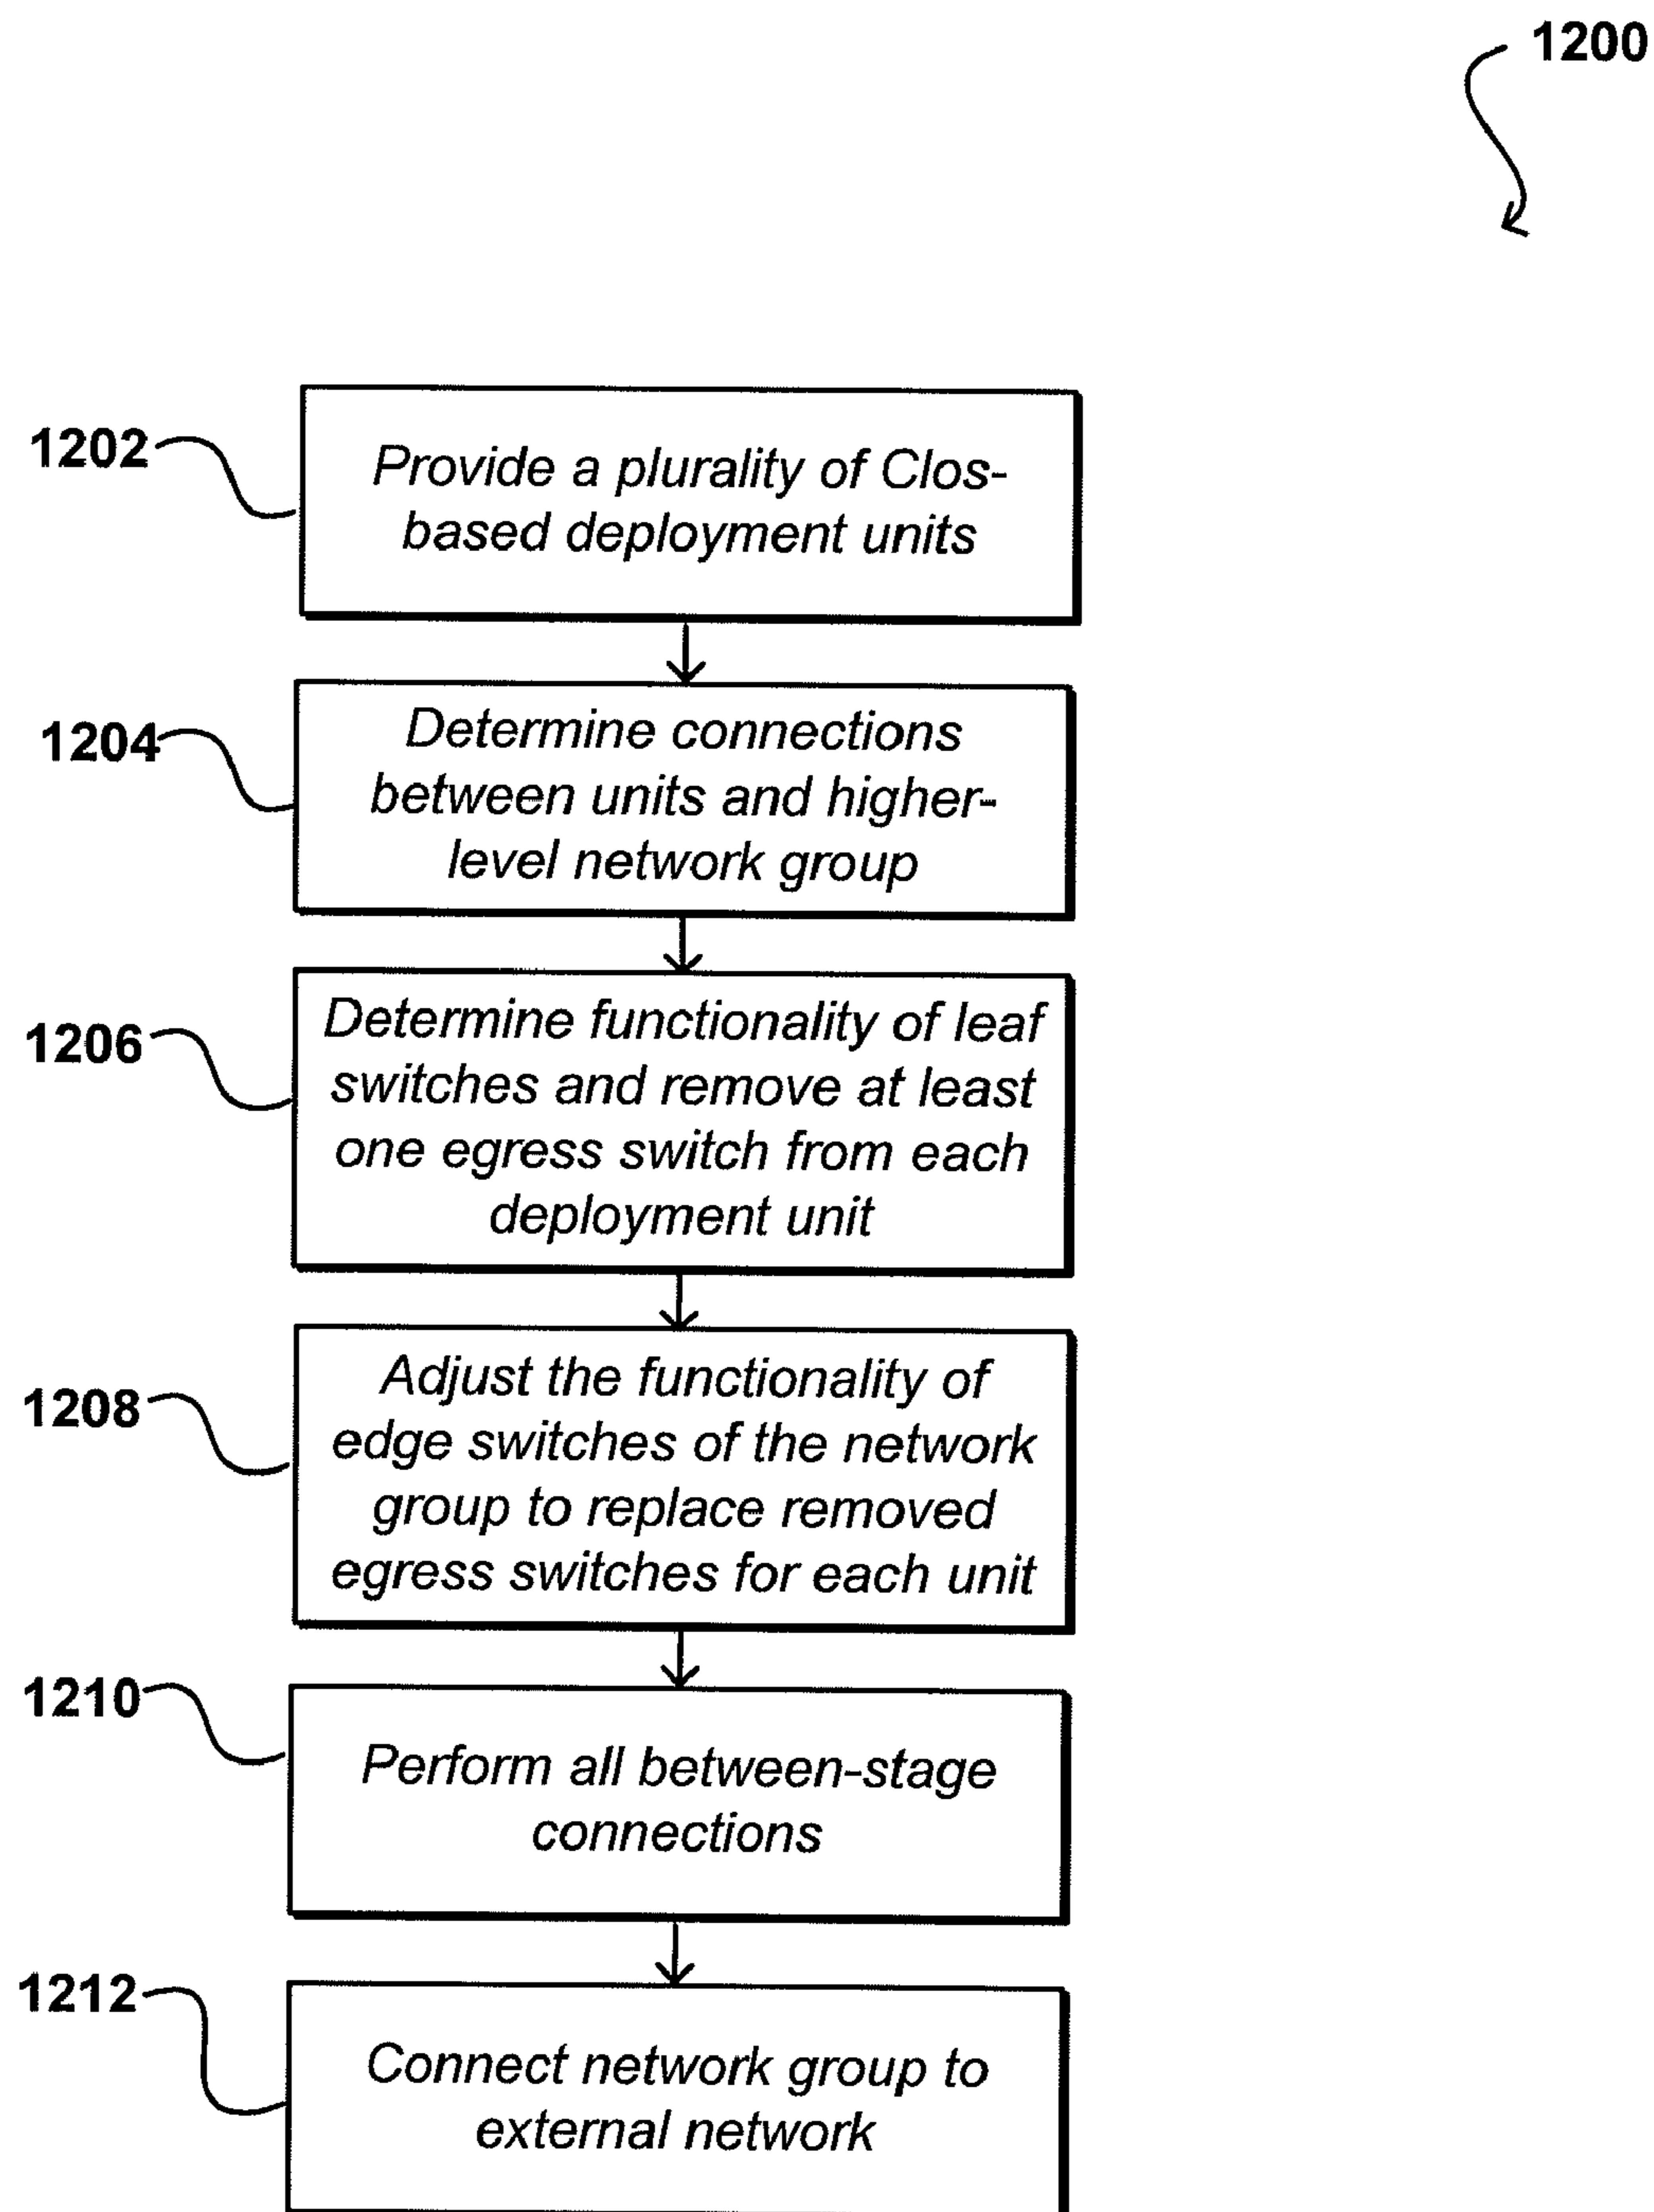 1200
1202
Provide a plurality of Clos-
based deployment units
1204
Determine connections
between units and higher-
level network group
1206
Determine functionality of leaf
switches and remove at least
one egress switch from each
deployment unit
1208
Adjust the functionality of
edge switches of the network
group to replace removed
egress switches for each unit
1210
Perform all between-stage
connections
1212
Connect network group to
external network